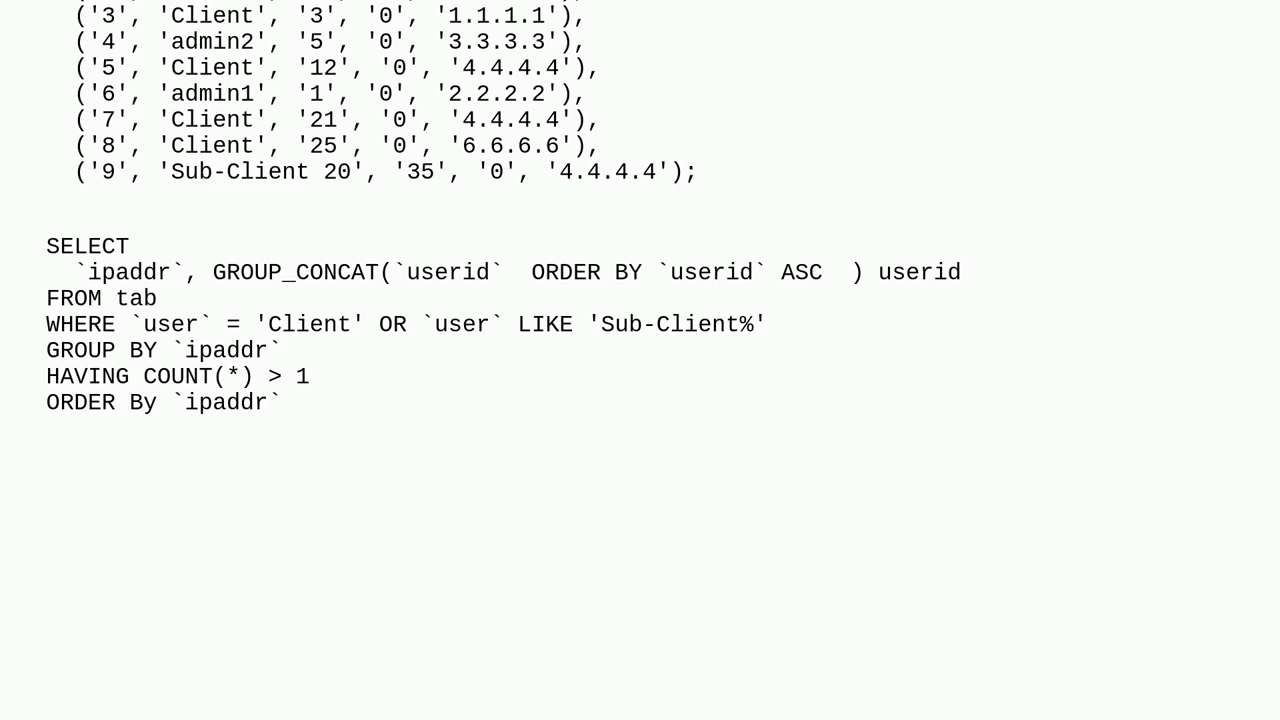 ('3', 'Client', '3', '0', '1.1.1.1'),
('4', 'admin2', '5', '0', '3.3.3.3'),
('5', 'Client', '12', '0', '4.4.4.4'),
('6', 'admin1', '1', '0', '2.2.2.2'),
('7', 'Client', '21', '0', '4.4.4.4'),
('8', 'Client', '25', '0', '6.6.6.6'),
('9', 'Sub-Client 20', '35', '0', '4.4.4.4');
SELECT
`ipaddr`, GROUP_CONCAT(`userid`  ORDER BY `userid` ASC  ) userid
FROM tab
WHERE `user` = 'Client' OR `user` LIKE 'Sub-Client%'
GROUP BY `ipaddr`
HAVING COUNT(*) > 1
ORDER By `ipaddr`